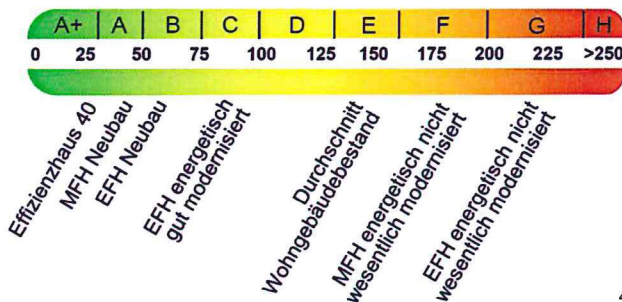 A+ A B C D E F G H
0 25 50 75 100 125 150 175 200 225 >250
Effizienzhaus 40
MFH Neubau
EFH Neubau
EFH energetisch
gut modernisiert
Durchschnitt
Wohngebäudebestand
MFH energetisch nicht
wesentlich modernisiert
EFH energetisch nicht
wesentlich modernisiert